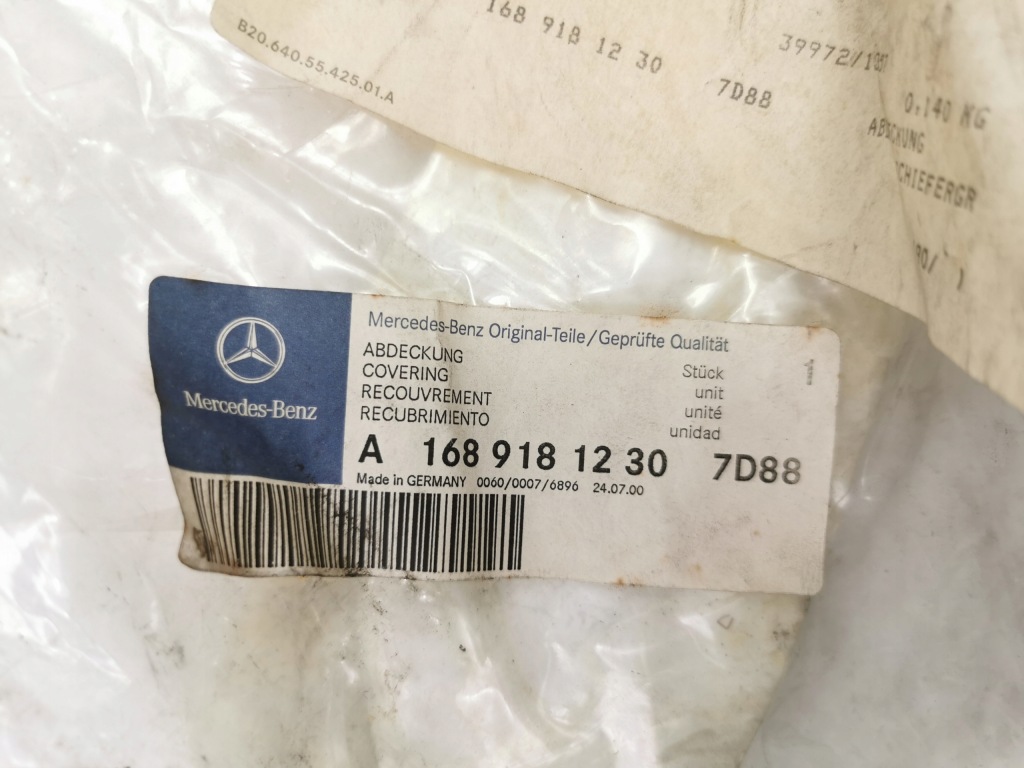 168 918 12 30
39972/1
7D88
B20.640.55.425.01.A
0.140 KG
ABDECKUNG
CHIEFERGR
Mercedes-Benz
Mercedes-Benz Original-Teile/Geprüfte Qualität
ABDECKUNG
COVERING
RECOUVREMENT
RECUBRIMIENTO
Stück
unit
unité
unidad
A 168 918 12 30 7D88
Made in GERMANY 0060/0007/6896 24.07.00